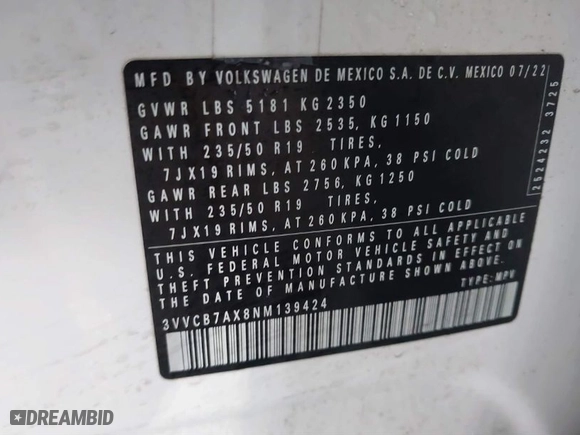 MFD BY VOLKSWAGEN DE MEXICO S.A. DE C.V. MEXICO 07/22
GVWR LBS 5181 KG 2350
GAWR FRONT LBS 2535, KG 1150
WITH 235/50 R19 TIRES,
7JX19 RIMS, AT 260 KPA, 38 PSI COLD
GAWR REAR LBS 2756, KG 1250
WITH 235/50 R19 TIRES,
7JX19 RIMS, AT 260 KPA, 38 PSI COLD
THIS VEHICLE CONFORMS TO ALL APPLICABLE
U.S. FEDERAL MOTOR VEHICLE SAFETY AND
THEFT PREVENTION STANDARDS IN EFFECT ON
THE DATE OF MANUFACTURE SHOWN ABOVE.
3VVCB7AX8NM139424 TYPE: MPV
2524232 3725
DREAMBID